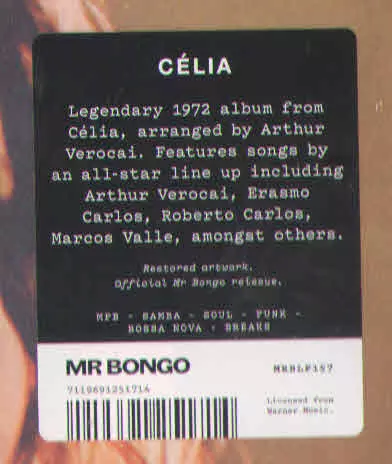 CÉLIA
Legendary 1972 album from
Célia, arranged by Arthur
Verocai. Features songs by
an all-star line up including
Arthur Verocai, Erasmo
Carlos, Roberto Carlos,
Marcos Valle, amongst others.
Restored artwork.
Official Mr Bongo reissue.
MPB - SAMBA - SOUL - FUNK -
BOSSA NOVA - BREAKS
MR BONGO
MRBLP157
7119691251714
Licensed from
Warner Music.